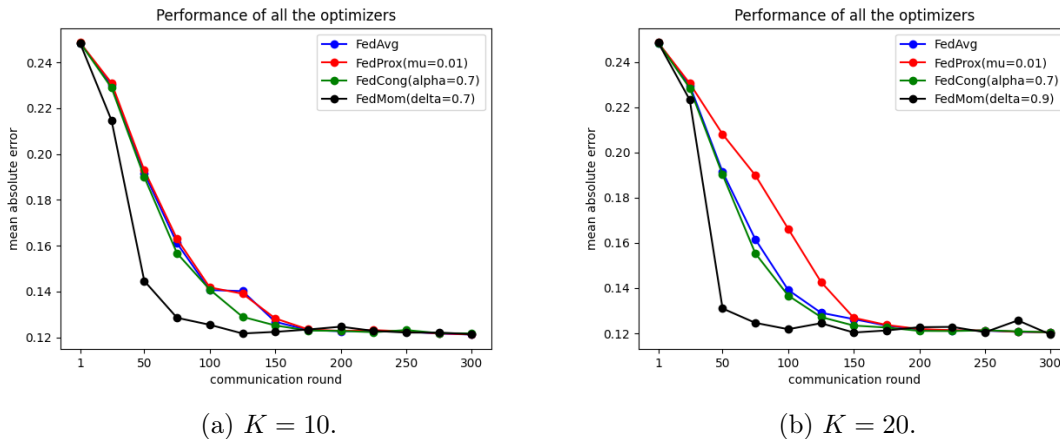 Performance of all the optimizers
mean absolute error
0.24
0.22
0.20
0.18
0.16
0.14
0.12
FedAvg
FedProx(mu=0.01)
FedCong(alpha=0.7)
FedMom(delta=0.7)
1 50 100 150 200 250 300
communication round
(a) K = 10.
Performance of all the optimizers
mean absolute error
0.24
0.22
0.20
0.18
0.16
0.14
0.12
FedAvg
FedProx(mu=0.01)
FedCong(alpha=0.7)
FedMom(delta=0.9)
1 50 100 150 200 250 300
communication round
(b) K = 20.